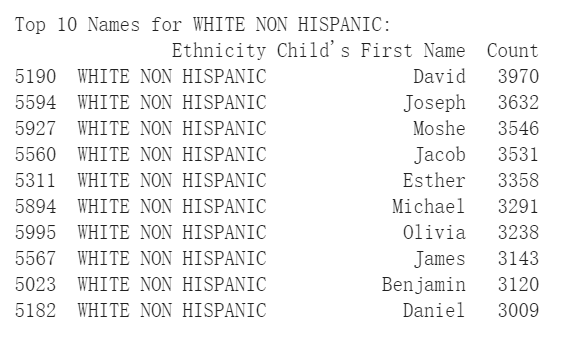 Top 10 Names for WHITE NON HISPANIC:
Ethnicity Child's First Name Count
5190 WHITE NON HISPANIC David 3970
5594 WHITE NON HISPANIC Joseph 3632
5927 WHITE NON HISPANIC Moshe 3546
5560 WHITE NON HISPANIC Jacob 3531
5311 WHITE NON HISPANIC Esther 3358
5894 WHITE NON HISPANIC Michael 3291
5995 WHITE NON HISPANIC Olivia 3238
5567 WHITE NON HISPANIC James 3143
5023 WHITE NON HISPANIC Benjamin 3120
5182 WHITE NON HISPANIC Daniel 3009